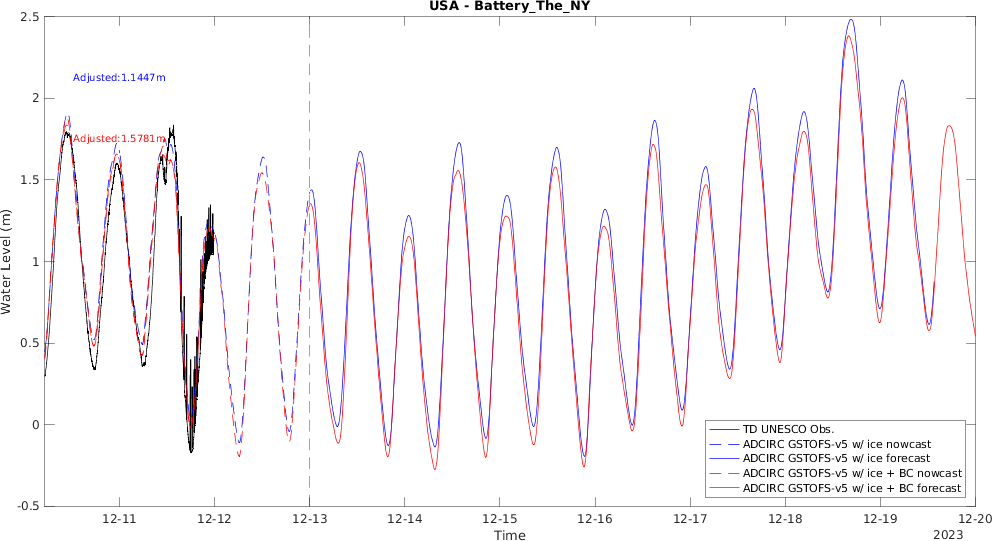 USA - Battery_The_NY
2.5
2
1.5
1
0.5
0
-0.5
Water Level (m)
Adjusted:1.1447m
Adjusted:1.5781m
TD UNESCO Obs.
ADCIRC GSTOFS-v5 w/ ice nowcast
ADCIRC GSTOFS-v5 w/ ice forecast
ADCIRC GSTOFS-v5 w/ ice + BC nowcast
ADCIRC GSTOFS-v5 w/ ice + BC forecast
12-11 12-12 12-13 12-14 12-15 12-16 12-17 12-18 12-19 12-20
Time
2023